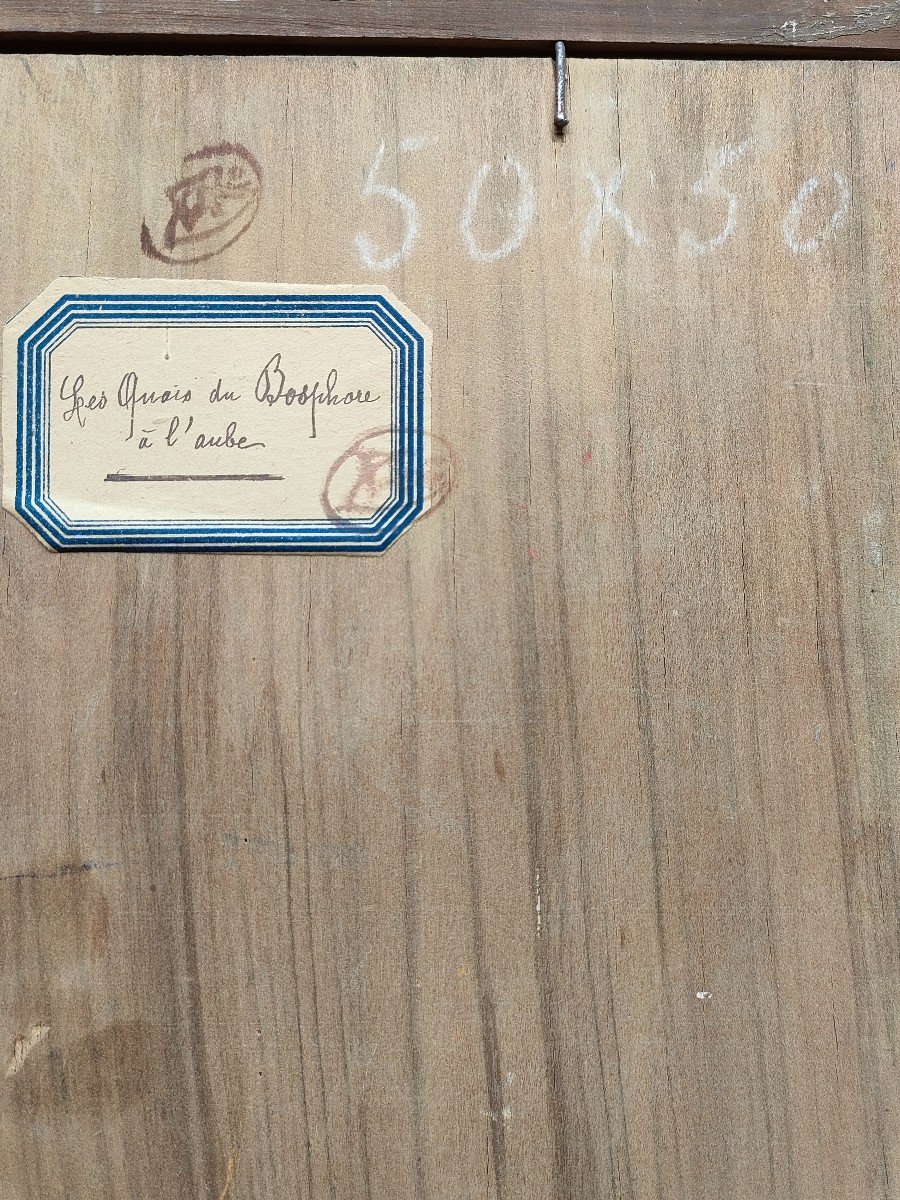 50x50
Les Quais du Bosphore
à l'aube